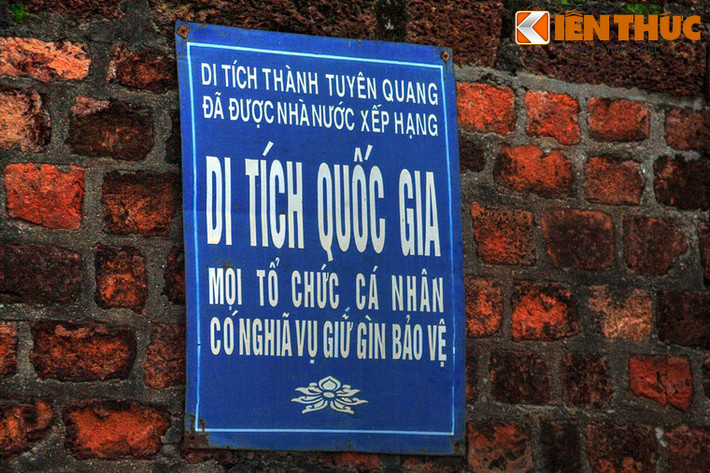 KIẾN THỨC
DI TÍCH THÀNH TUYÊN QUANG
ĐÃ ĐƯỢC NHÀ NƯỚC XẾP HẠNG
DI TÍCH QUỐC GIA
MỌI TỔ CHỨC CÁ NHÂN
CÓ NGHĨA VỤ GIỮ GÌN BẢO VỆ